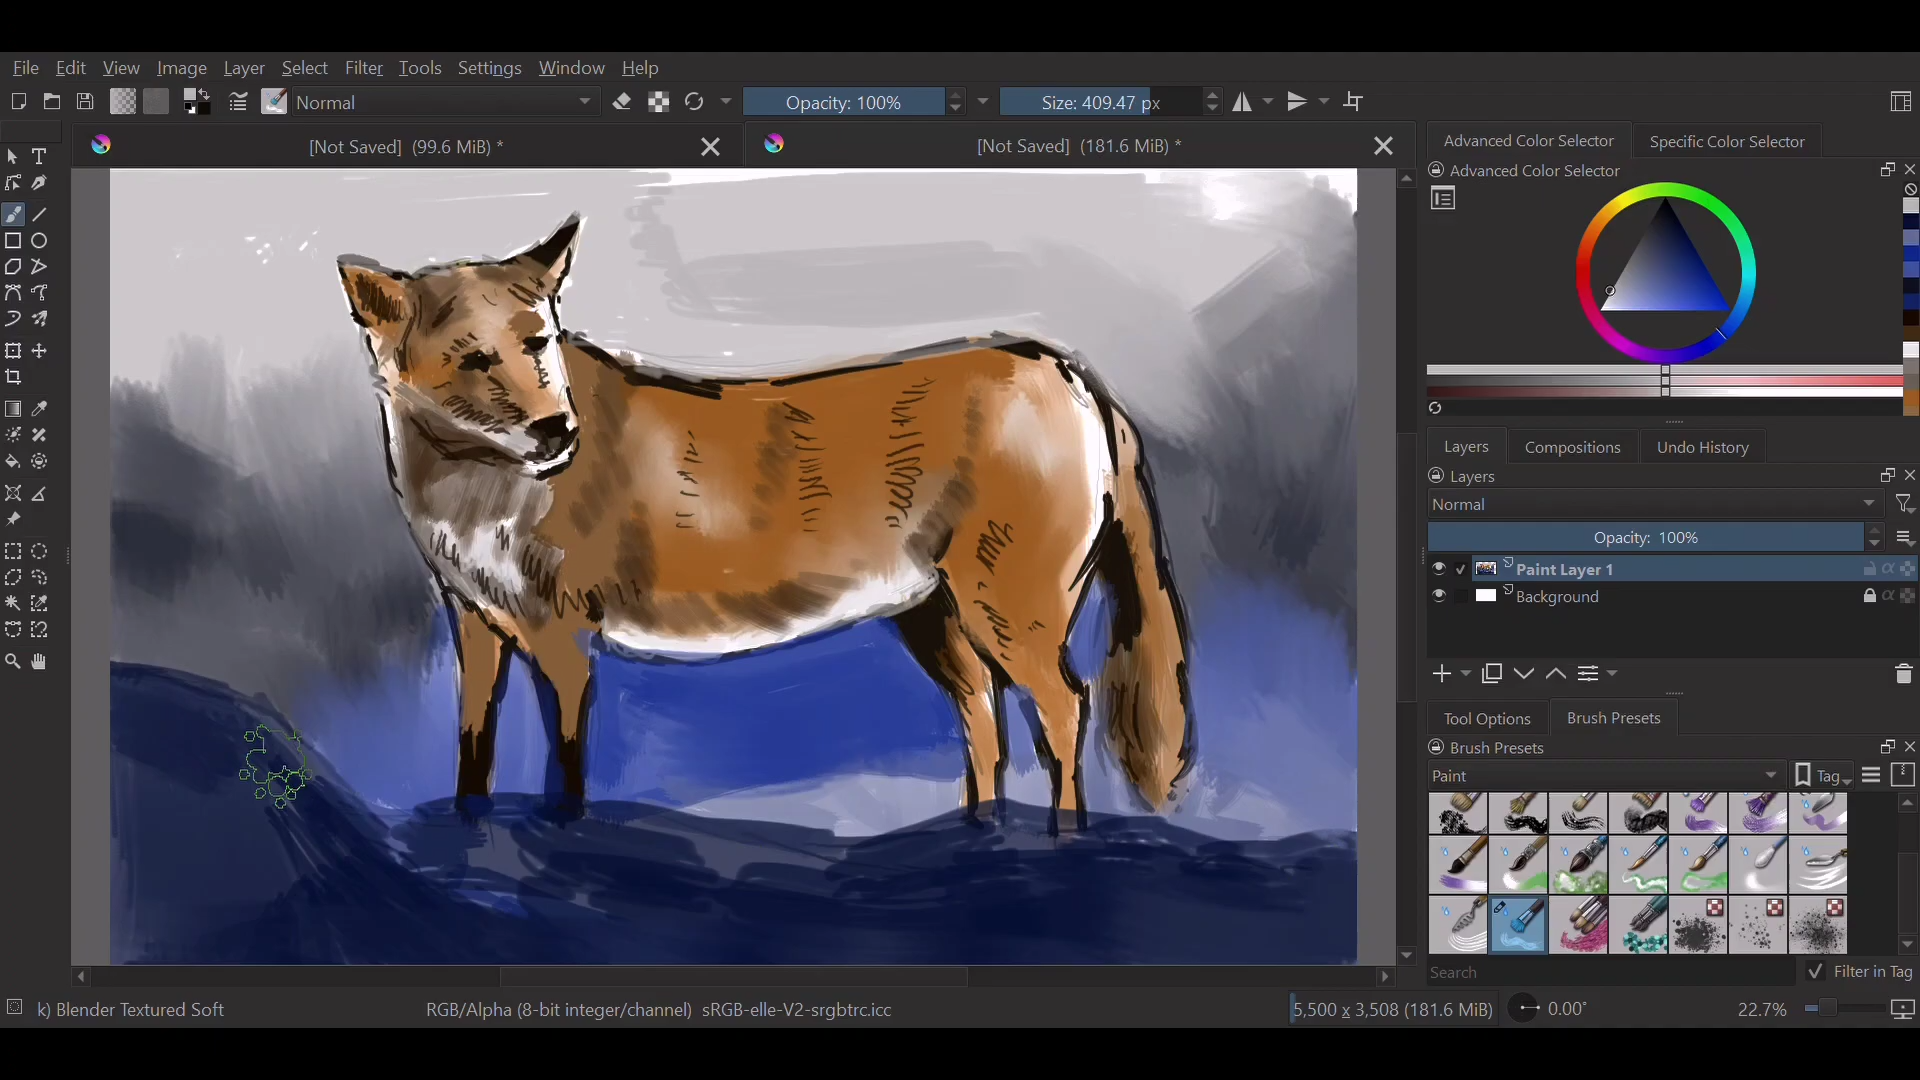 File Edit View Image Layer Select Filter Tools Settings Window Help
Normal Opacity: 100% Size: 409.47 px
[Not Saved] (99.6 MiB) *
[Not Saved] (181.6 MiB) *
Advanced Color Selector Specific Color Selector
Advanced Color Selector
Layers Compositions Undo History
Layers
Normal
Opacity: 100%
Paint Layer 1
Background
Tool Options Brush Presets
Brush Presets
Paint Tag
Search Filter in Tag
k) Blender Textured Soft RGB/Alpha (8-bit integer/channel) sRGB-elle-V2-srgbtrc.icc 5,500 x 3,508 (181.6 MiB) 0.00° 22.7%